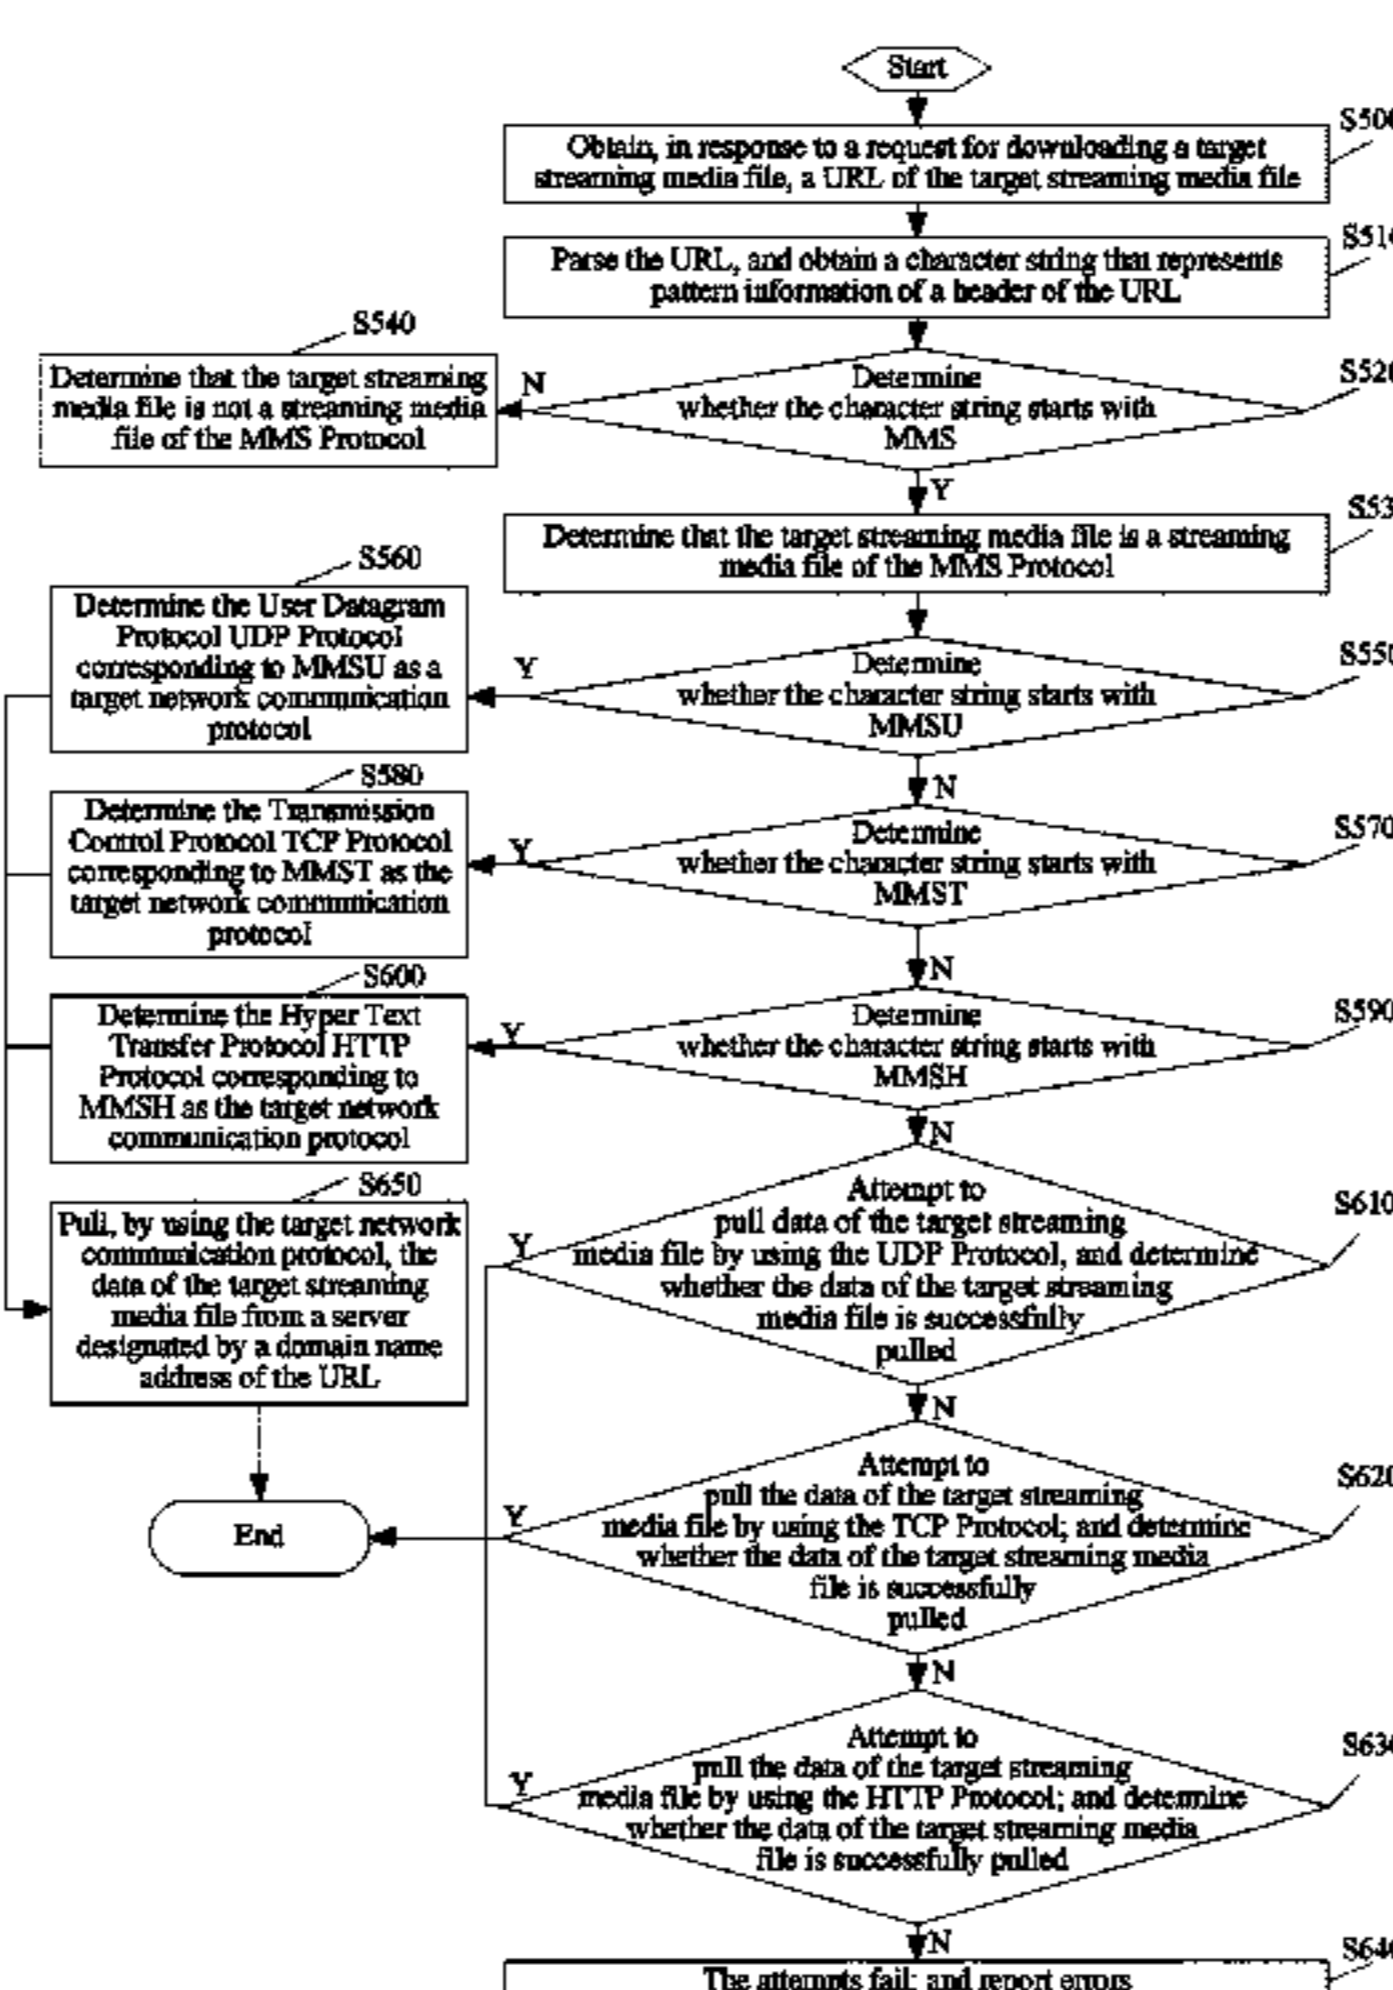 Start
S500
Obtain, in response to a request for downloading a target
streaming media file, a URL of the target streaming media file
S510
Parse the URL, and obtain a character string that represents
pattern information of a header of the URL
S540
Determine that the target streaming
media file is not a streaming media
file of the MMS Protocol
N
S520
Determine
whether the character string starts with
MMS
Y
S53
Determine that the target streaming media file is a streaming
media file of the MMS Protocol
S560
Determine the User Datagram
Protocol UDP Protocol
corresponding to MMSU as a
target network communication
protocol
Y
S550
Determine
whether the character string starts with
MMSU
N
S580
Determine the Transmission
Control Protocol TCP Protocol
corresponding to MMST as the
target network communication
protocol
Y
S570
Determine
whether the character string starts with
MMST
N
S600
Determine the Hyper Text
Transfer Protocol HTTP
Protocol corresponding to
MMSH as the target network
communication protocol
Y
S590
Determine
whether the character string starts with
MMSH
N
S650
Pull, by using the target network
communication protocol, the
data of the target streaming
media file from a server
designated by a domain name
address of the URL
Y
S610
Attempt to
pull data of the target streaming
media file by using the UDP Protocol, and determine
whether the data of the target streaming
media file is successfully
pulled
N
End
Y
S620
Attempt to
pull the data of the target streaming
media file by using the TCP Protocol; and determine
whether the data of the target streaming media
file is successfully
pulled
N
Y
S630
Attempt to
pull the data of the target streaming
media file by using the HTTP Protocol; and determine
whether the data of the target streaming media
file is successfully pulled
N
S640
The attempts fail; and report errors